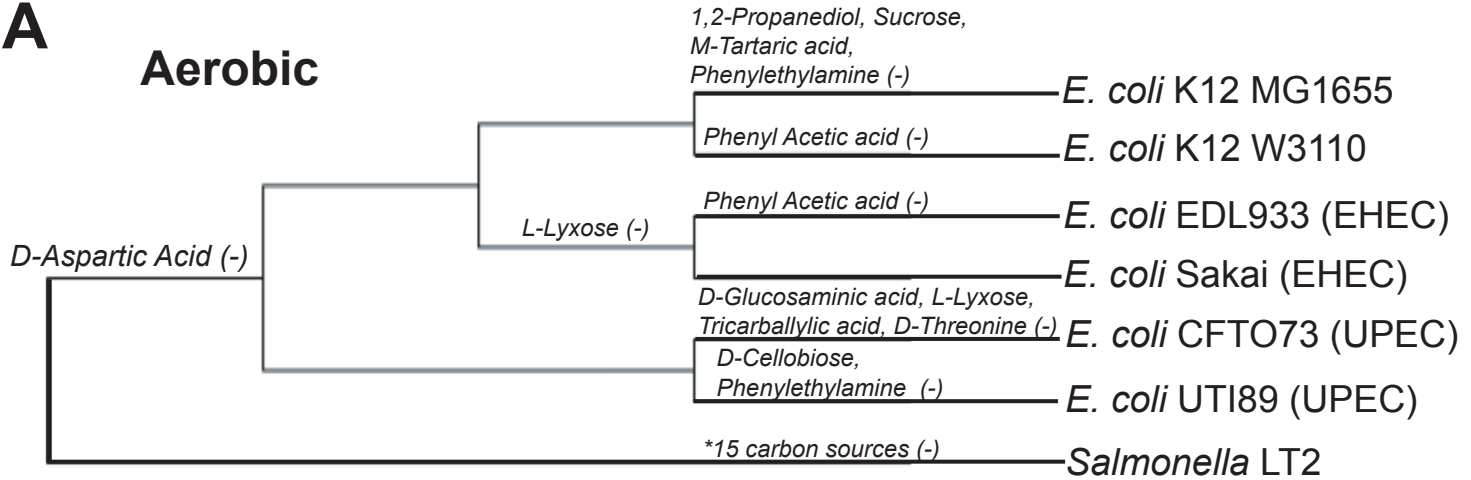 A
Aerobic
1,2-Propanediol, Sucrose,
M-Tartaric acid,
Phenylethylamine (-)
E. coli K12 MG1655
Phenyl Acetic acid (-)
E. coli K12 W3110
Phenyl Acetic acid (-)
E. coli EDL933 (EHEC)
L-Lyxose (-)
D-Aspartic Acid (-)
E. coli Sakai (EHEC)
D-Glucosaminic acid, L-Lyxose,
Tricarballylic acid, D-Threonine (-)
E. coli CFTO73 (UPEC)
D-Cellobiose,
Phenylethylamine (-)
E. coli UTI89 (UPEC)
*15 carbon sources (-)
Salmonella LT2